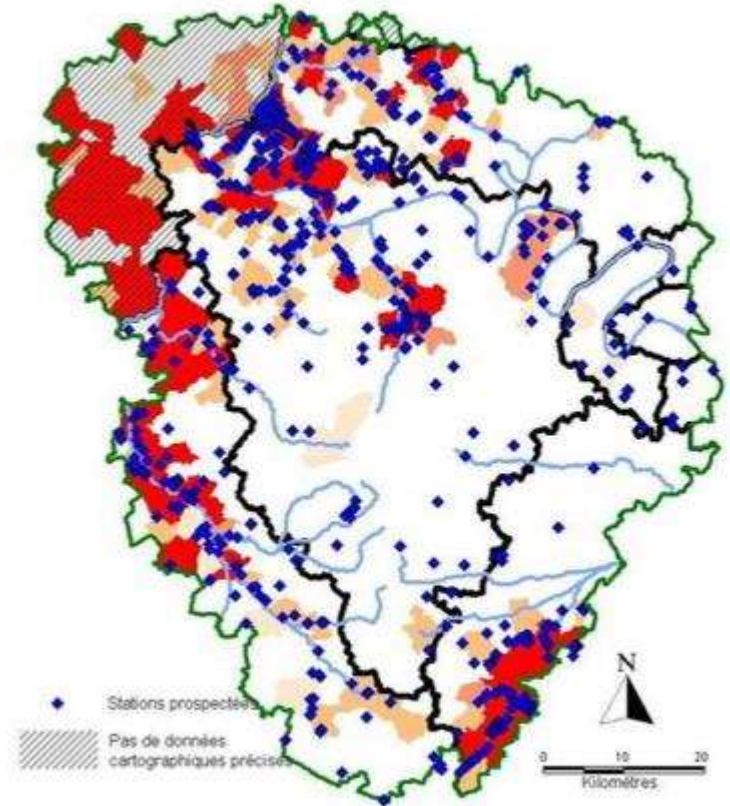 N
Stations prospectées
Pas de données
cartographiques précises
0 10 20
Kilomètres